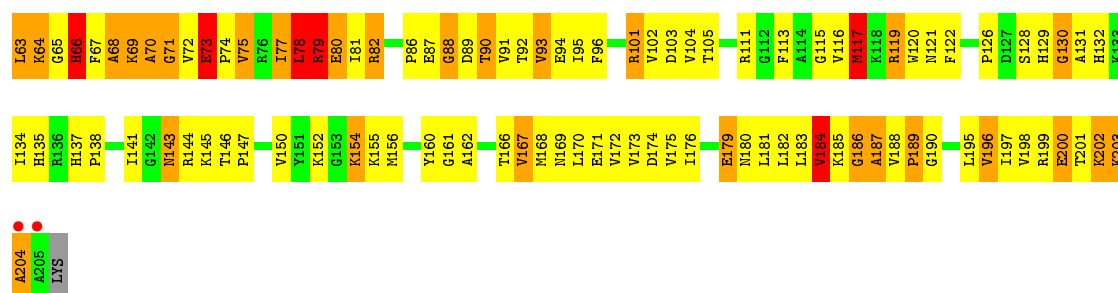 L63 K64 G65 H66 F67 A68 K69 A70 G71 V72 E73 P74 V75 R76 I77 L78 R79 E80 I81 R82 P86 E87 G88 D89 T90 V91 T92 V93 E94 I95 F96 R101 V102 D103 V104 T105 R111 G112 F113 A114 G115 V116 M117 K118 R119 W120 N121 F122 P126 D127 S128 H129 G130 A131 H132 K133
I134 H135 R136 H137 P138 I141 G142 N143 R144 K145 T146 P147 V150 Y151 K152 G153 K154 K155 M156 Y160 G161 A162 T166 V167 M168 N169 L170 E171 V172 V173 D174 V175 I176 E179 N180 L181 L182 L183 V184 K185 G186 A187 V188 P189 G190 L195 V196 I197 V198 R199 E200 T201 K202 K203
A204 A205 LYS